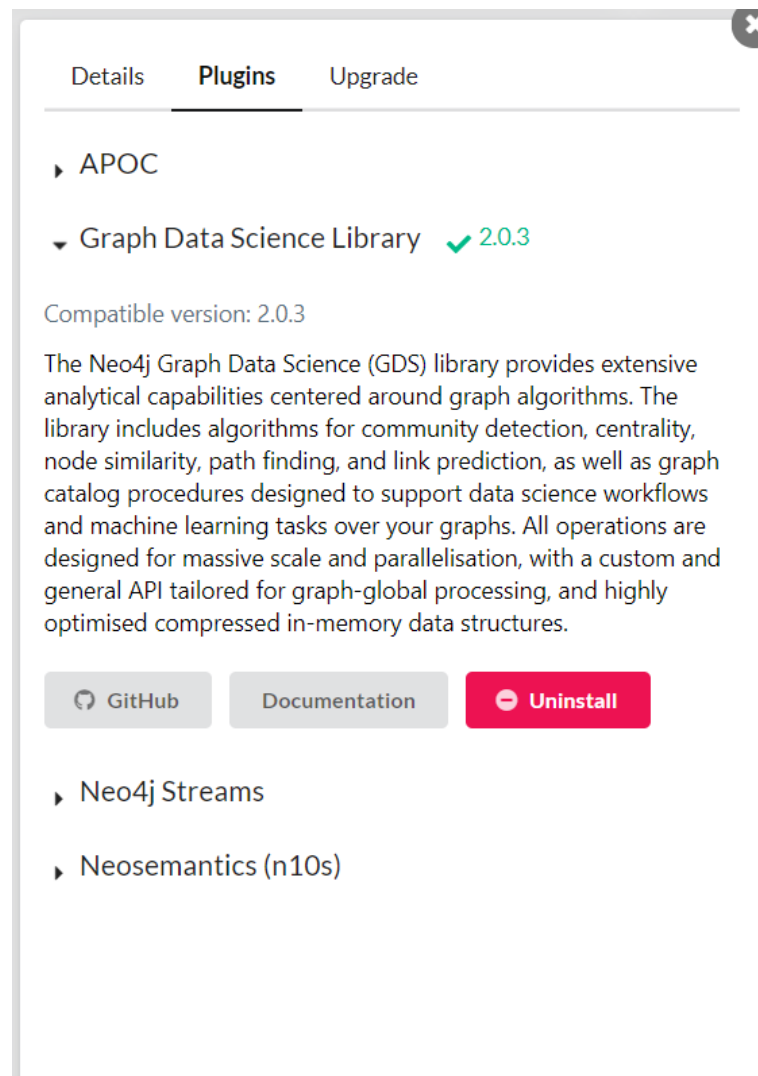 Details Plugins Upgrade
APOC
Graph Data Science Library 2.0.3
Compatible version: 2.0.3
The Neo4j Graph Data Science (GDS) library provides extensive
analytical capabilities centered around graph algorithms. The
library includes algorithms for community detection, centrality,
node similarity, path finding, and link prediction, as well as graph
catalog procedures designed to support data science workflows
and machine learning tasks over your graphs. All operations are
designed for massive scale and parallelisation, with a custom and
general API tailored for graph-global processing, and highly
optimised compressed in-memory data structures.
GitHub Documentation Uninstall
Neo4j Streams
Neosemantics (n10s)